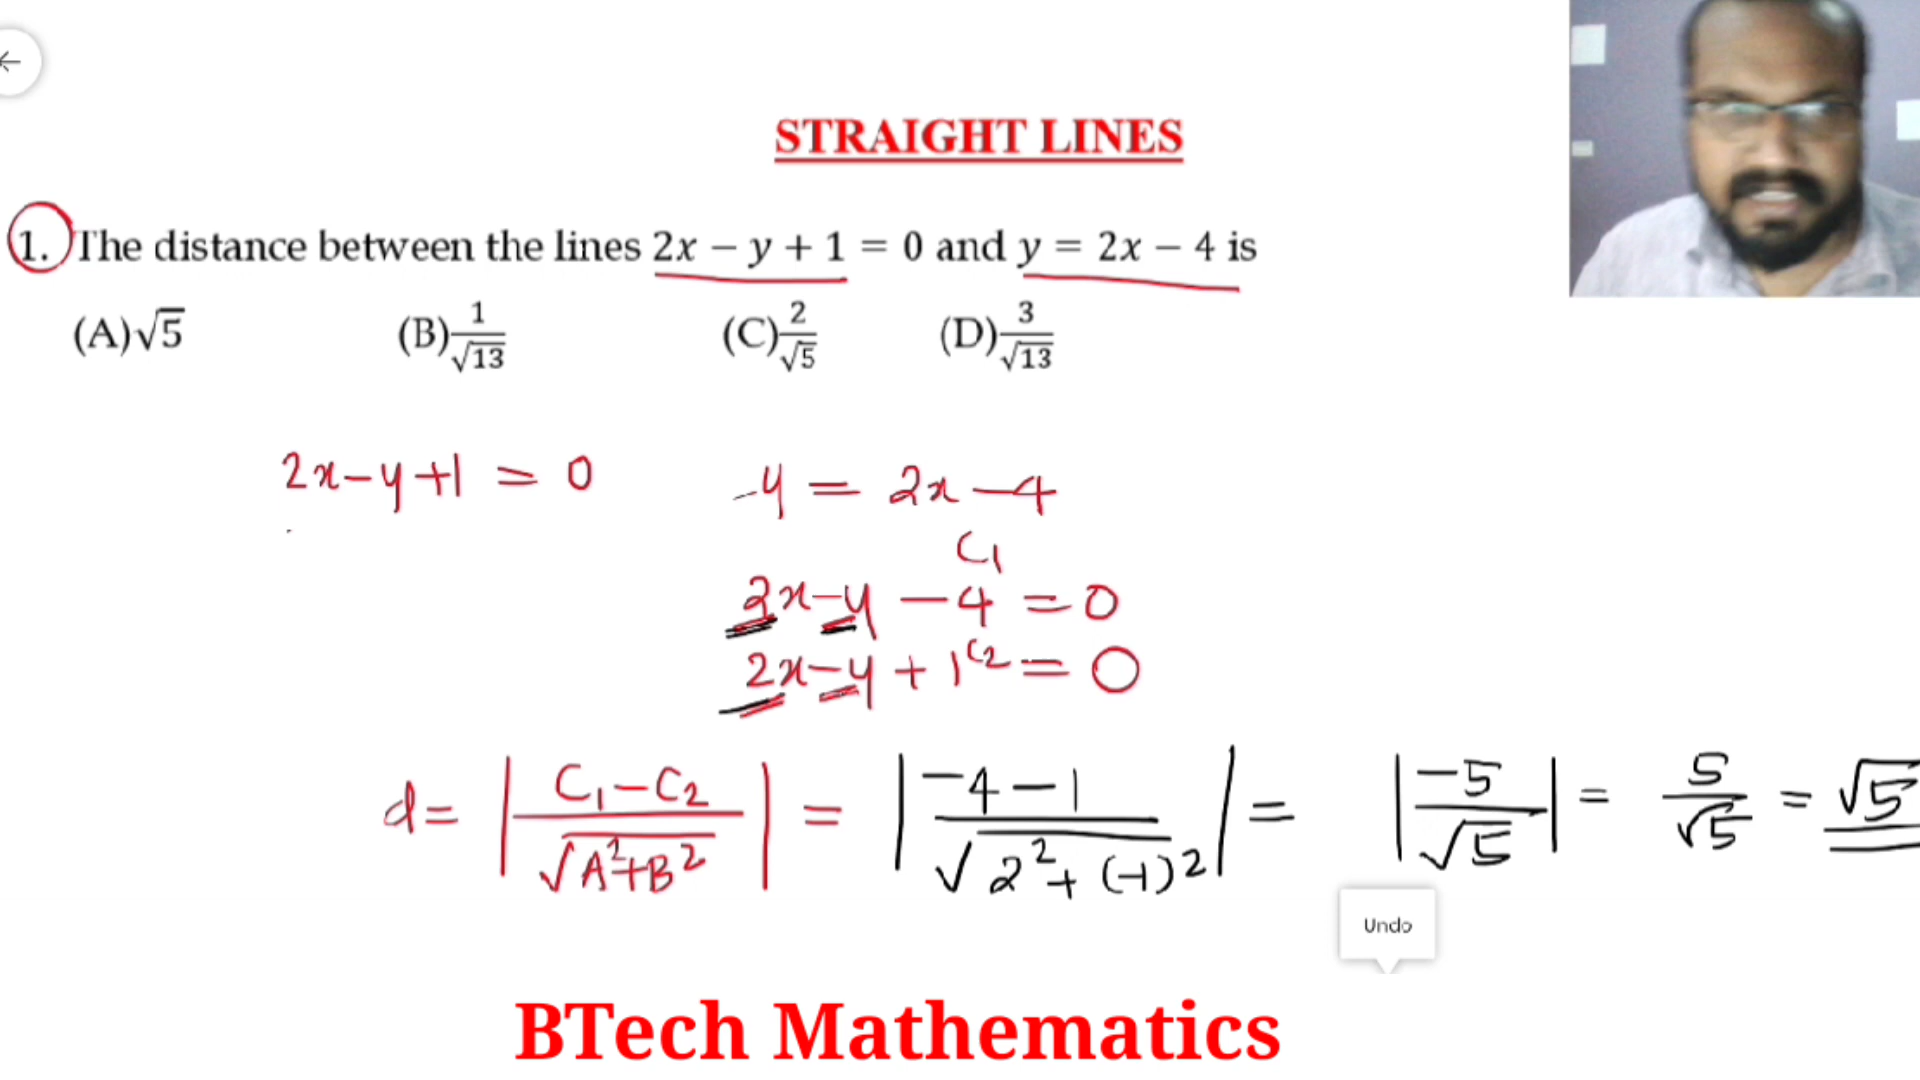 STRAIGHT LINES
1. The distance between the lines 2x − y + 1 = 0 and y = 2x − 4 is
(A)√5 (B) 1/√13 (C) 2/√5 (D) 3/√13
2x-y+1 = 0 -y = 2x-4
C₁
2x-y-4 = 0
2x-y+1 C₂ = 0
d = |C₁-C₂ / √A²+B²| = |-4-1 / √2²+(-1)²| = |-5 / √5| = 5/√5 = √5
Undo
BTech Mathematics